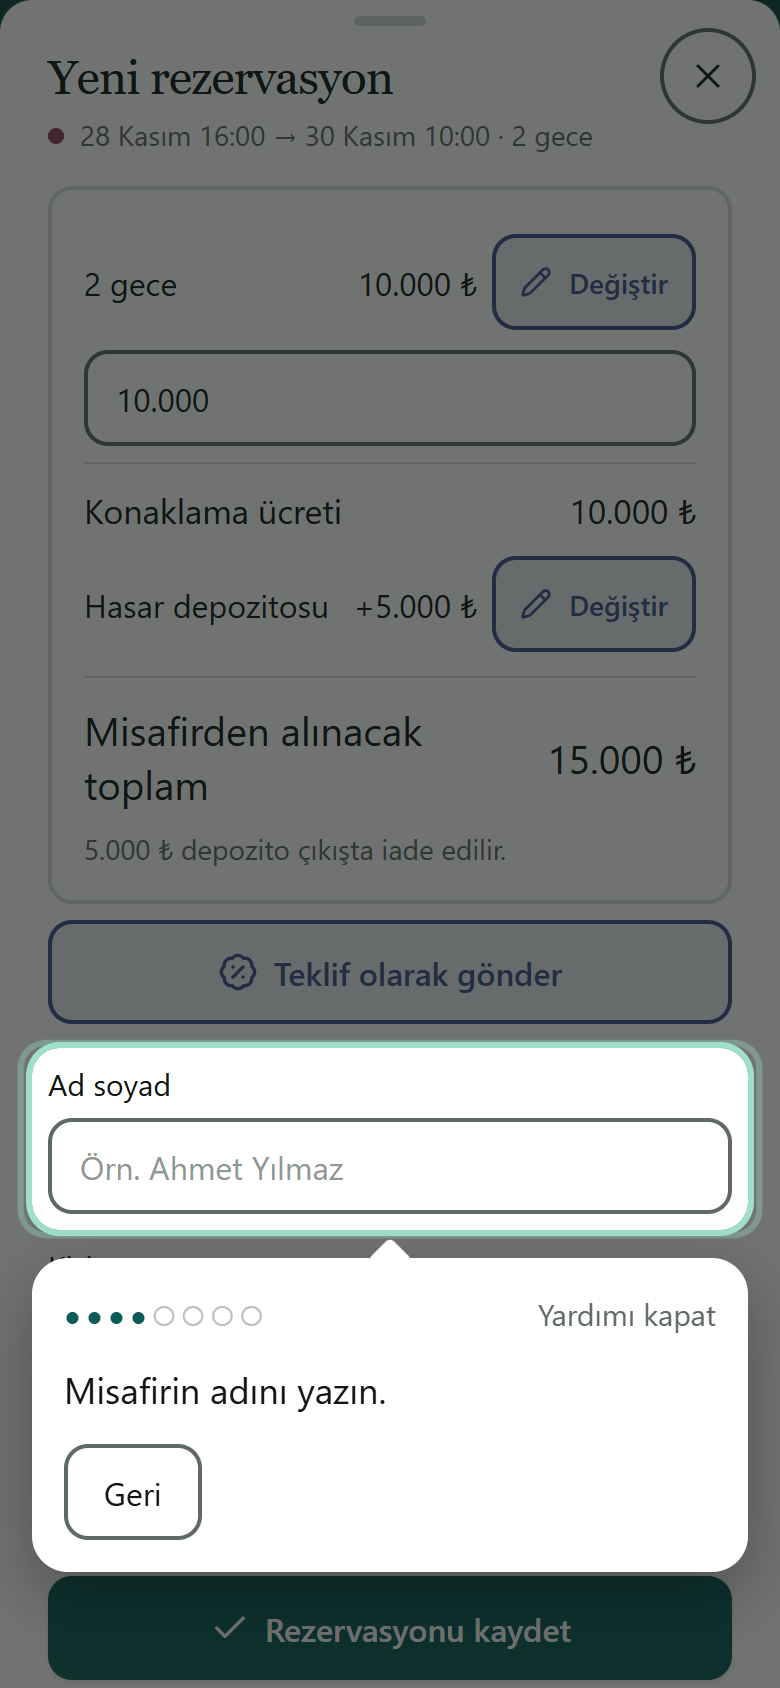 Yeni rezervasyon
28 Kasım 16:00 → 30 Kasım 10:00 · 2 gece
2 gece 10.000 ₺ Değiştir
10.000
Konaklama ücreti 10.000 ₺
Hasar depozitosu +5.000 ₺ Değiştir
Misafirden alınacak
toplam 15.000 ₺
5.000 ₺ depozito çıkışta iade edilir.
Teklif olarak gönder
Ad soyad
Örn. Ahmet Yılmaz
Yardımı kapat
Misafirin adını yazın.
Geri
Rezervasyonu kaydet